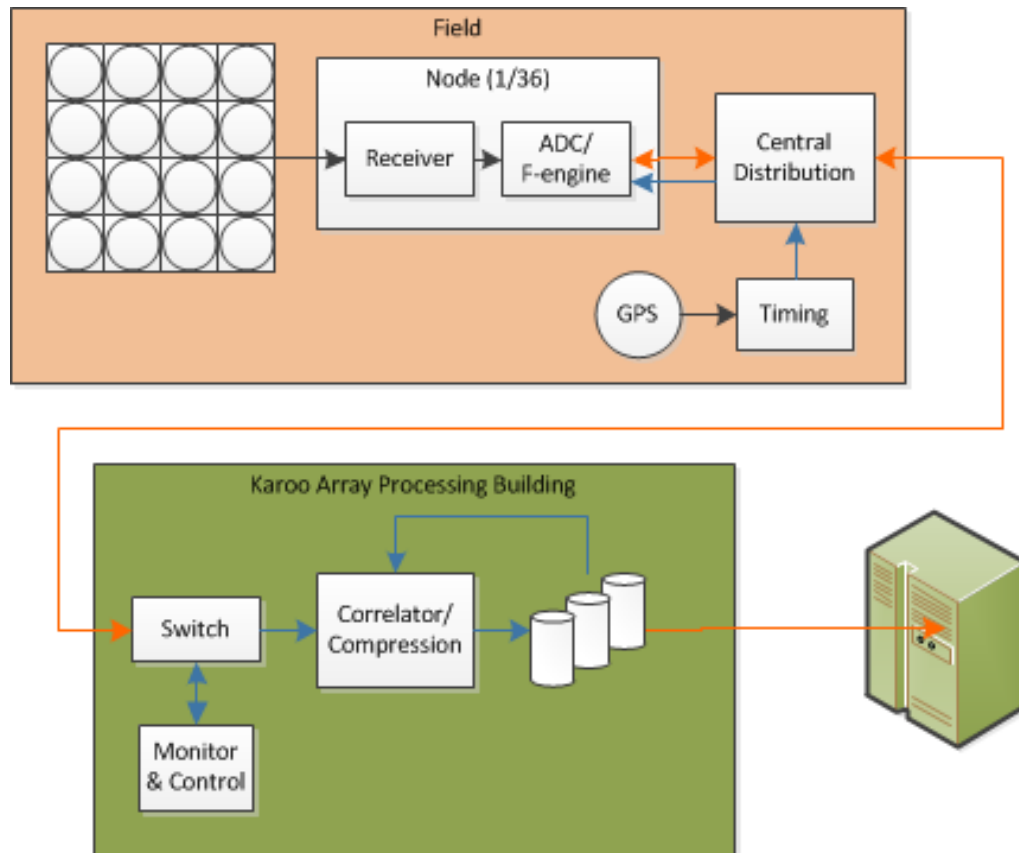 Field
Node (1/36)
Receiver
ADC/
F-engine
Central
Distribution
GPS
Timing
Karoo Array Processing Building
Switch
Correlator/
Compression
Monitor
& Control